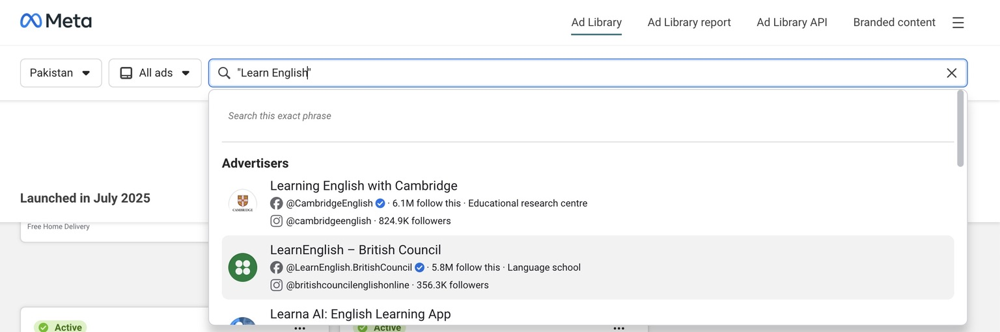 Meta
Ad Library
Ad Library report
Ad Library API
Branded content
Pakistan
All ads
"Learn English"
Search this exact phrase
Advertisers
Learning English with Cambridge
@CambridgeEnglish · 6.1M follow this · Educational research centre
@cambridgeenglish · 824.9K followers
CAMBRIDGE
LearnEnglish – British Council
@LearnEnglish.BritishCouncil · 5.8M follow this · Language school
@britishcouncilenglishonline · 356.3K followers
Learna AI: English Learning App
Launched in July 2025
Free Home Delivery
Active
Active